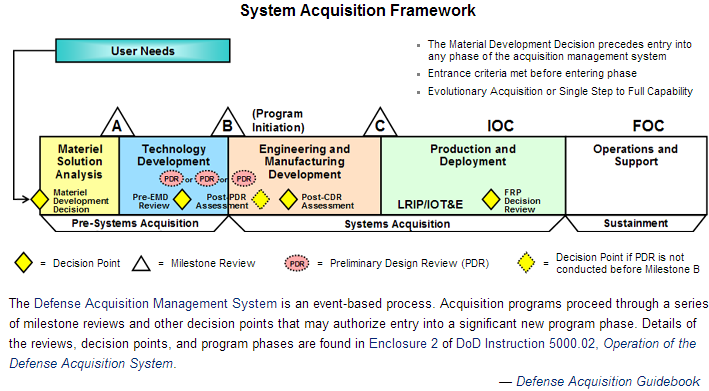 System Acquisition Framework
User Needs
The Material Development Decision precedes entry into
any phase of the acquisition management system
Entrance criteria met before entering phase
Evolutionary Acquisition or Single Step to Full Capability
A
B
(Program
Initiation)
C
IOC
FOC
Materiel
Solution
Analysis
Technology
Development
Engineering and
Manufacturing
Development
Production and
Deployment
Operations and
Support
PDR or PDR or PDR
Materiel
Development
Decision
Pre-EMD
Review
Post-PDR
Assessment
Post-CDR
Assessment
LRIP/IOT&E
FRP
Decision
Review
Pre-Systems Acquisition
Systems Acquisition
Sustainment
= Decision Point
= Milestone Review
PDR
= Preliminary Design Review (PDR)
= Decision Point if PDR is not
conducted before Milestone B
The Defense Acquisition Management System is an event-based process. Acquisition programs proceed through a series
of milestone reviews and other decision points that may authorize entry into a significant new program phase. Details of
the reviews, decision points, and program phases are found in Enclosure 2 of DoD Instruction 5000.02, Operation of the
Defense Acquisition System.
— Defense Acquisition Guidebook